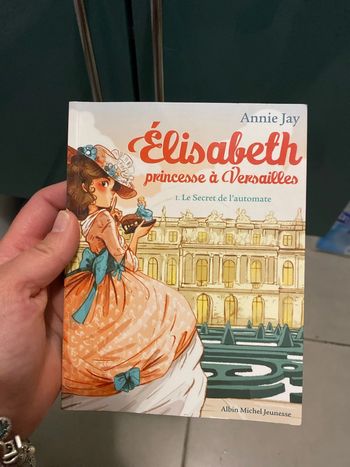 Annie Jay
Élisabeth
princesse à Versailles
1. Le Secret de l'automate
Albin Michel Jeunesse